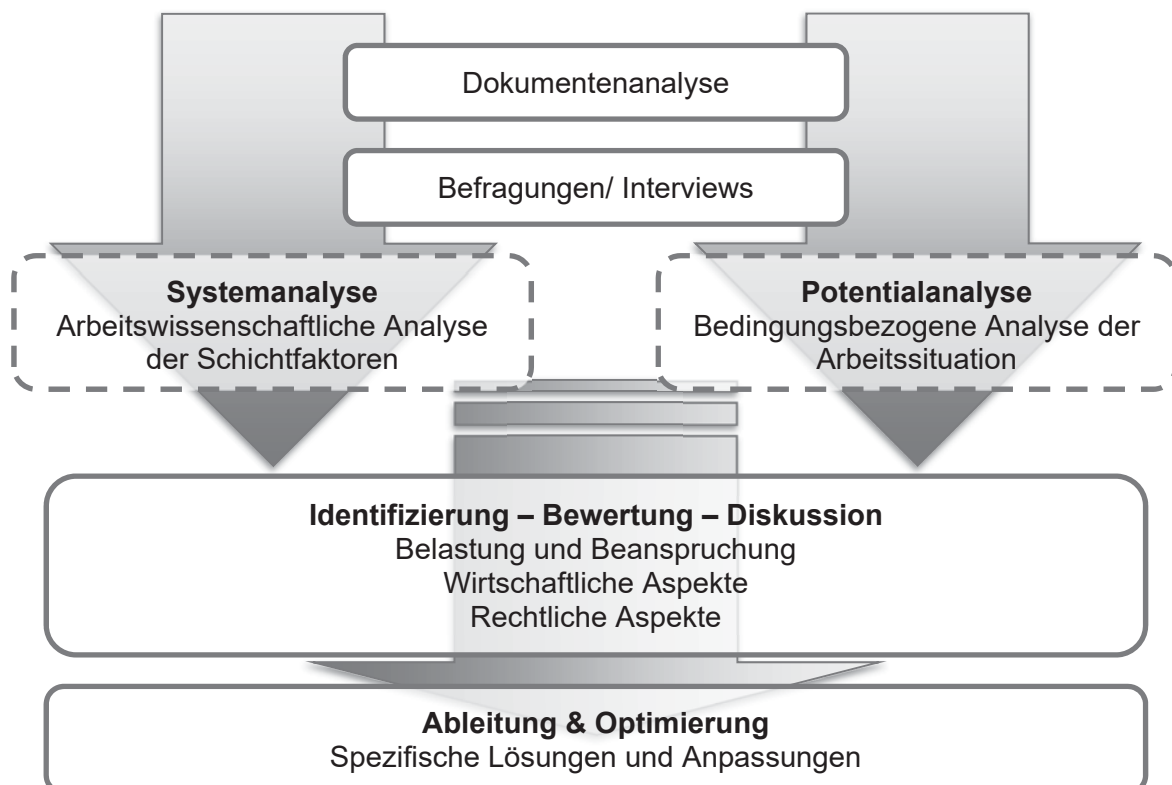 Dokumentenanalyse
Befragungen/ Interviews
Systemanalyse
Arbeitswissenschaftliche Analyse
der Schichtfaktoren
Potentialanalyse
Bedingungsbezogene Analyse der
Arbeitssituation
Identifizierung – Bewertung – Diskussion
Belastung und Beanspruchung
Wirtschaftliche Aspekte
Rechtliche Aspekte
Ableitung & Optimierung
Spezifische Lösungen und Anpassungen